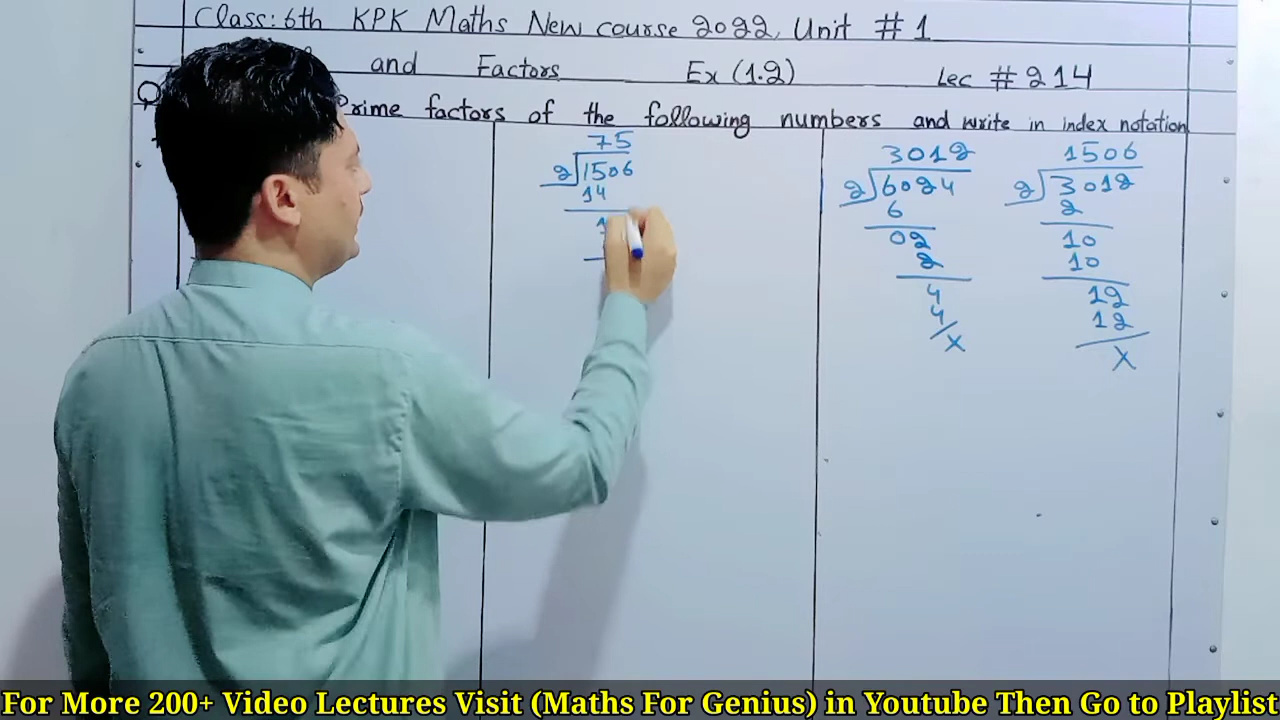 Class: 6th KPK Maths New course 2022, Unit # 1
and Factors Ex (1.2) Lec # 214
Prime factors of the following numbers and write in index notation
75
2 1506
14
3012
2 6024
6
02
2
4
4
X
1506
2 3012
2
10
10
12
12
X
For More 200+ Video Lectures Visit (Maths For Genius) in Youtube Then Go to Playlist